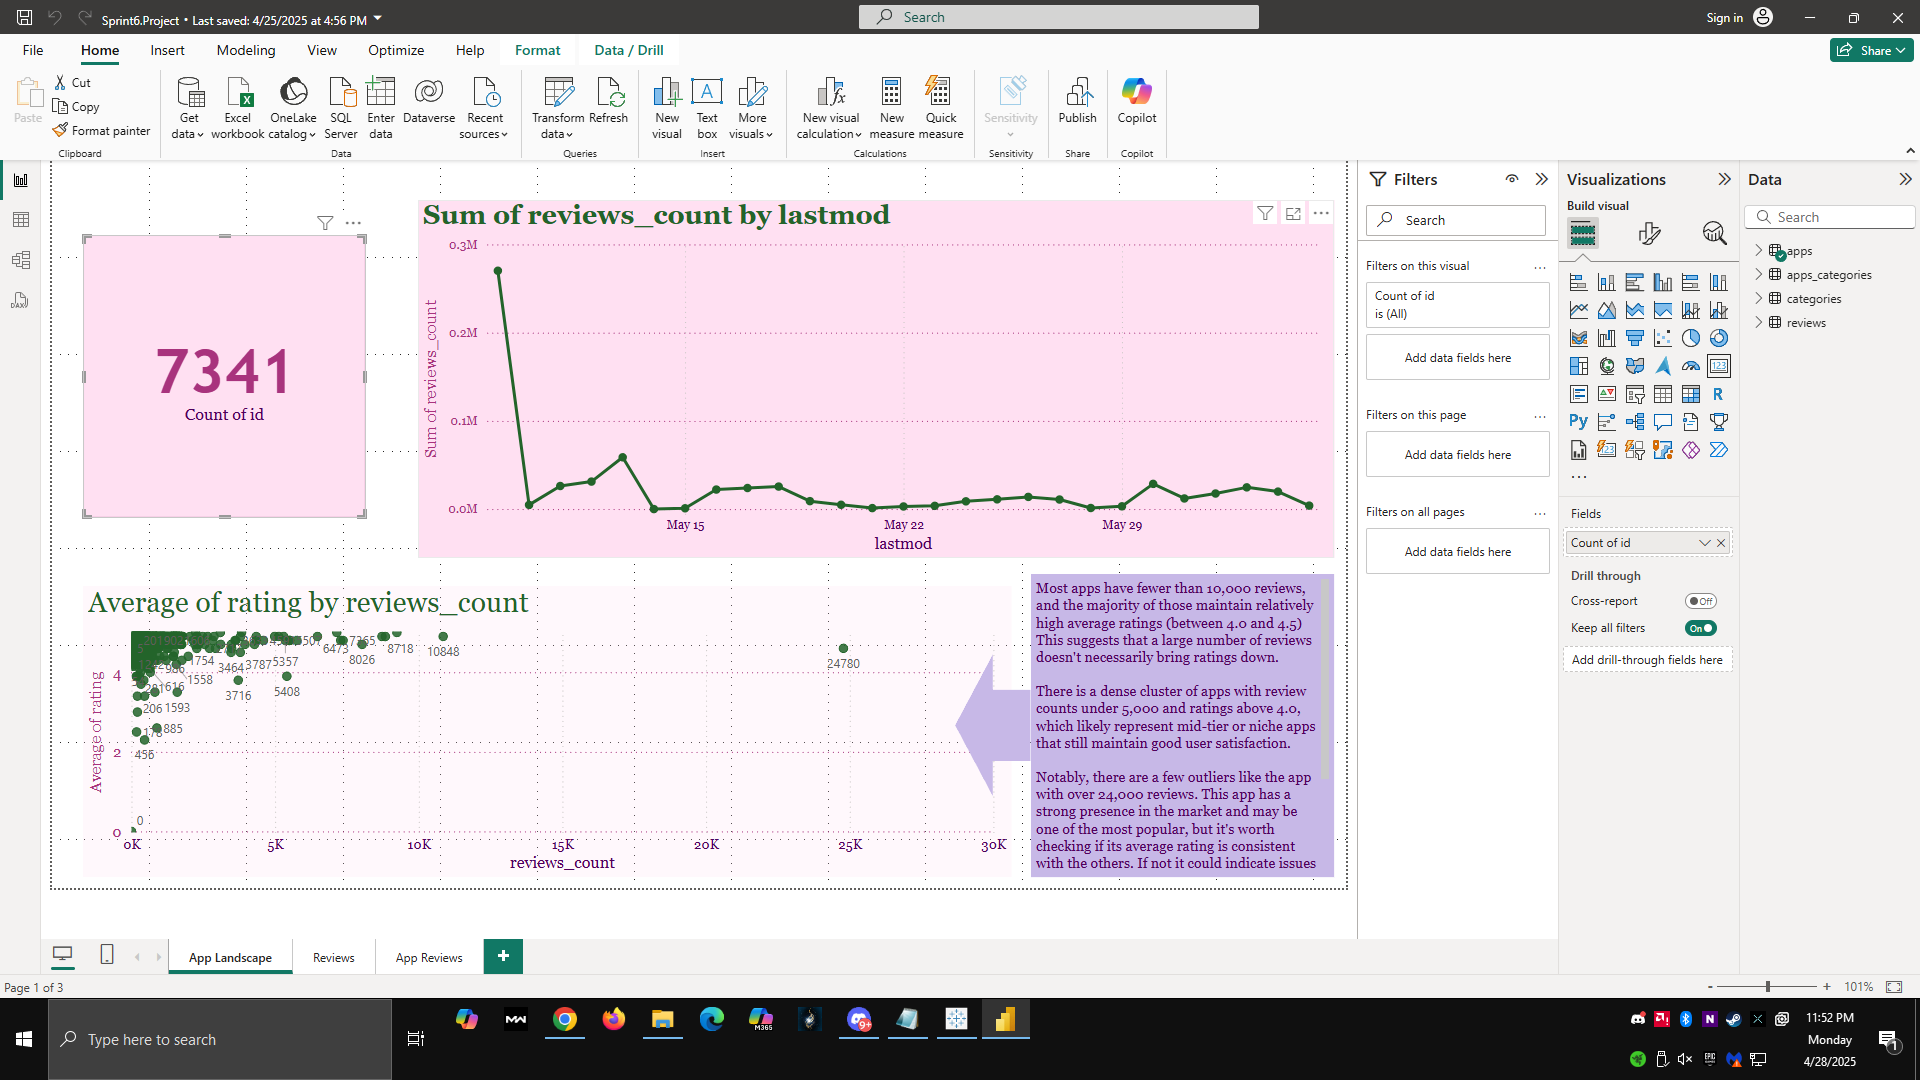 Sprint6.Project • Last saved: 4/25/2025 at 4:56 PM
Search
Sign in
File Home Insert Modeling View Optimize Help Format Data / Drill
Share
Paste
Cut
Copy
Format painter
Clipboard
Get data
Excel workbook
OneLake catalog
SQL Server
Enter data
Dataverse
Recent sources
Data
Transform data
Refresh
Queries
New visual
Text box
More visuals
Insert
New visual calculation
New measure
Quick measure
Calculations
Sensitivity
Sensitivity
Publish
Share
Copilot
Copilot
7341
Count of id
Sum of reviews_count by lastmod
Sum of reviews_count
0.3M
0.2M
0.1M
0.0M
May 15 May 22 May 29
lastmod
Average of rating by reviews_count
Average of rating
4
2
0
1754
6473
7365
8026
8718
10848
24780
3464
3787
5357
1558
616
3716
5408
206
1593
885
456
0
0K 5K 10K 15K 20K 25K 30K
reviews_count
Most apps have fewer than 10,000 reviews,
and the majority of those maintain relatively
high average ratings (between 4.0 and 4.5)
This suggests that a large number of reviews
doesn't necessarily bring ratings down.
There is a dense cluster of apps with review
counts under 5,000 and ratings above 4.0,
which likely represent mid-tier or niche apps
that still maintain good user satisfaction.
Notably, there are a few outliers like the app
with over 24,000 reviews. This app has a
strong presence in the market and may be
one of the most popular, but it's worth
checking if its average rating is consistent
with the others. If not it could indicate issues
Filters
Search
Filters on this visual
Count of id
is (All)
Add data fields here
Filters on this page
Add data fields here
Filters on all pages
Add data fields here
Visualizations
Build visual
123
R
Py
Fields
Count of id
Drill through
Cross-report
Off
Keep all filters
On
Add drill-through fields here
Data
Search
apps
apps_categories
categories
reviews
App Landscape
Reviews
App Reviews
Page 1 of 3
101%
Type here to search
M365
9+
11:52 PM
Monday
4/28/2025
1